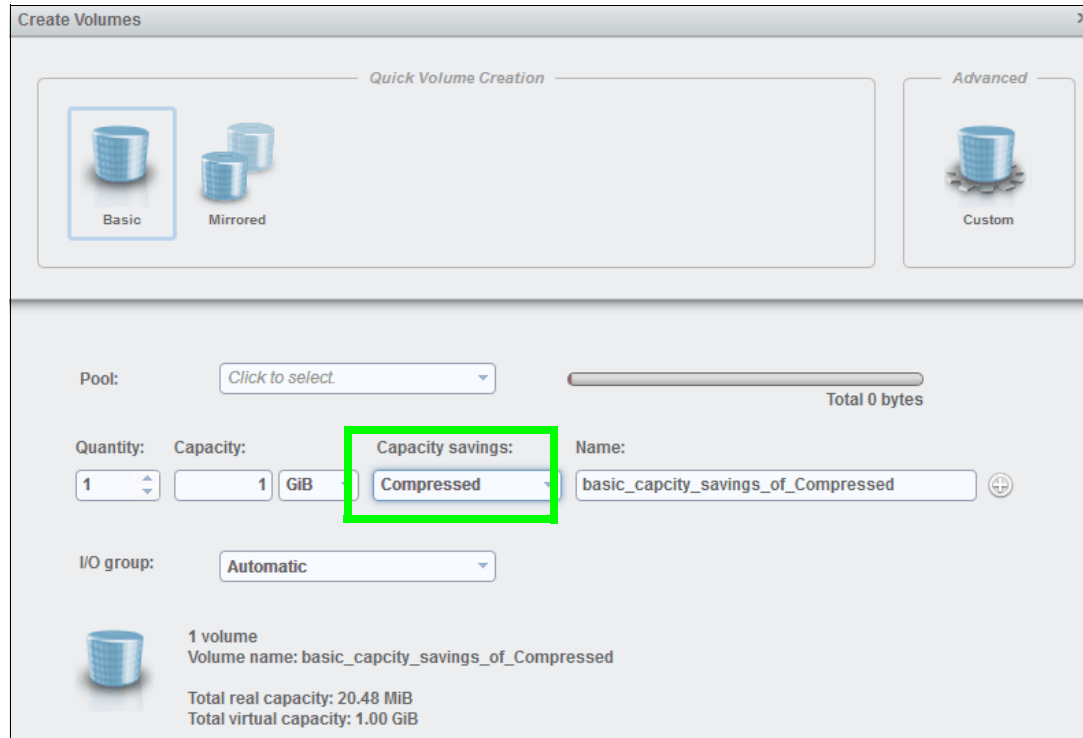 Create Volumes
Quick Volume Creation
Advanced
Basic
Mirrored
Custom
Pool:
Click to select.
Total 0 bytes
Quantity:
Capacity:
Capacity savings:
Name:
1
1
GiB
Compressed
basic_capcity_savings_of_Compressed
I/O group:
Automatic
1 volume
Volume name: basic_capcity_savings_of_Compressed
Total real capacity: 20.48 MiB
Total virtual capacity: 1.00 GiB